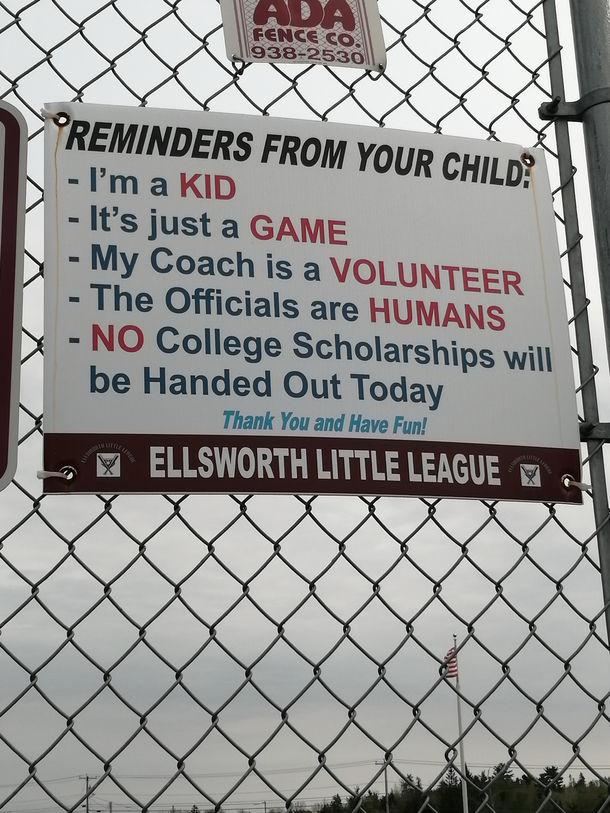 ADA
FENCE CO.
938-2530
REMINDERS FROM YOUR CHILD:
- I'm a KID
- It's just a GAME
- My Coach is a VOLUNTEER
- The Officials are HUMANS
- NO College Scholarships will
be Handed Out Today
Thank You and Have Fun!
ELLSWORTH LITTLE LEAGUE